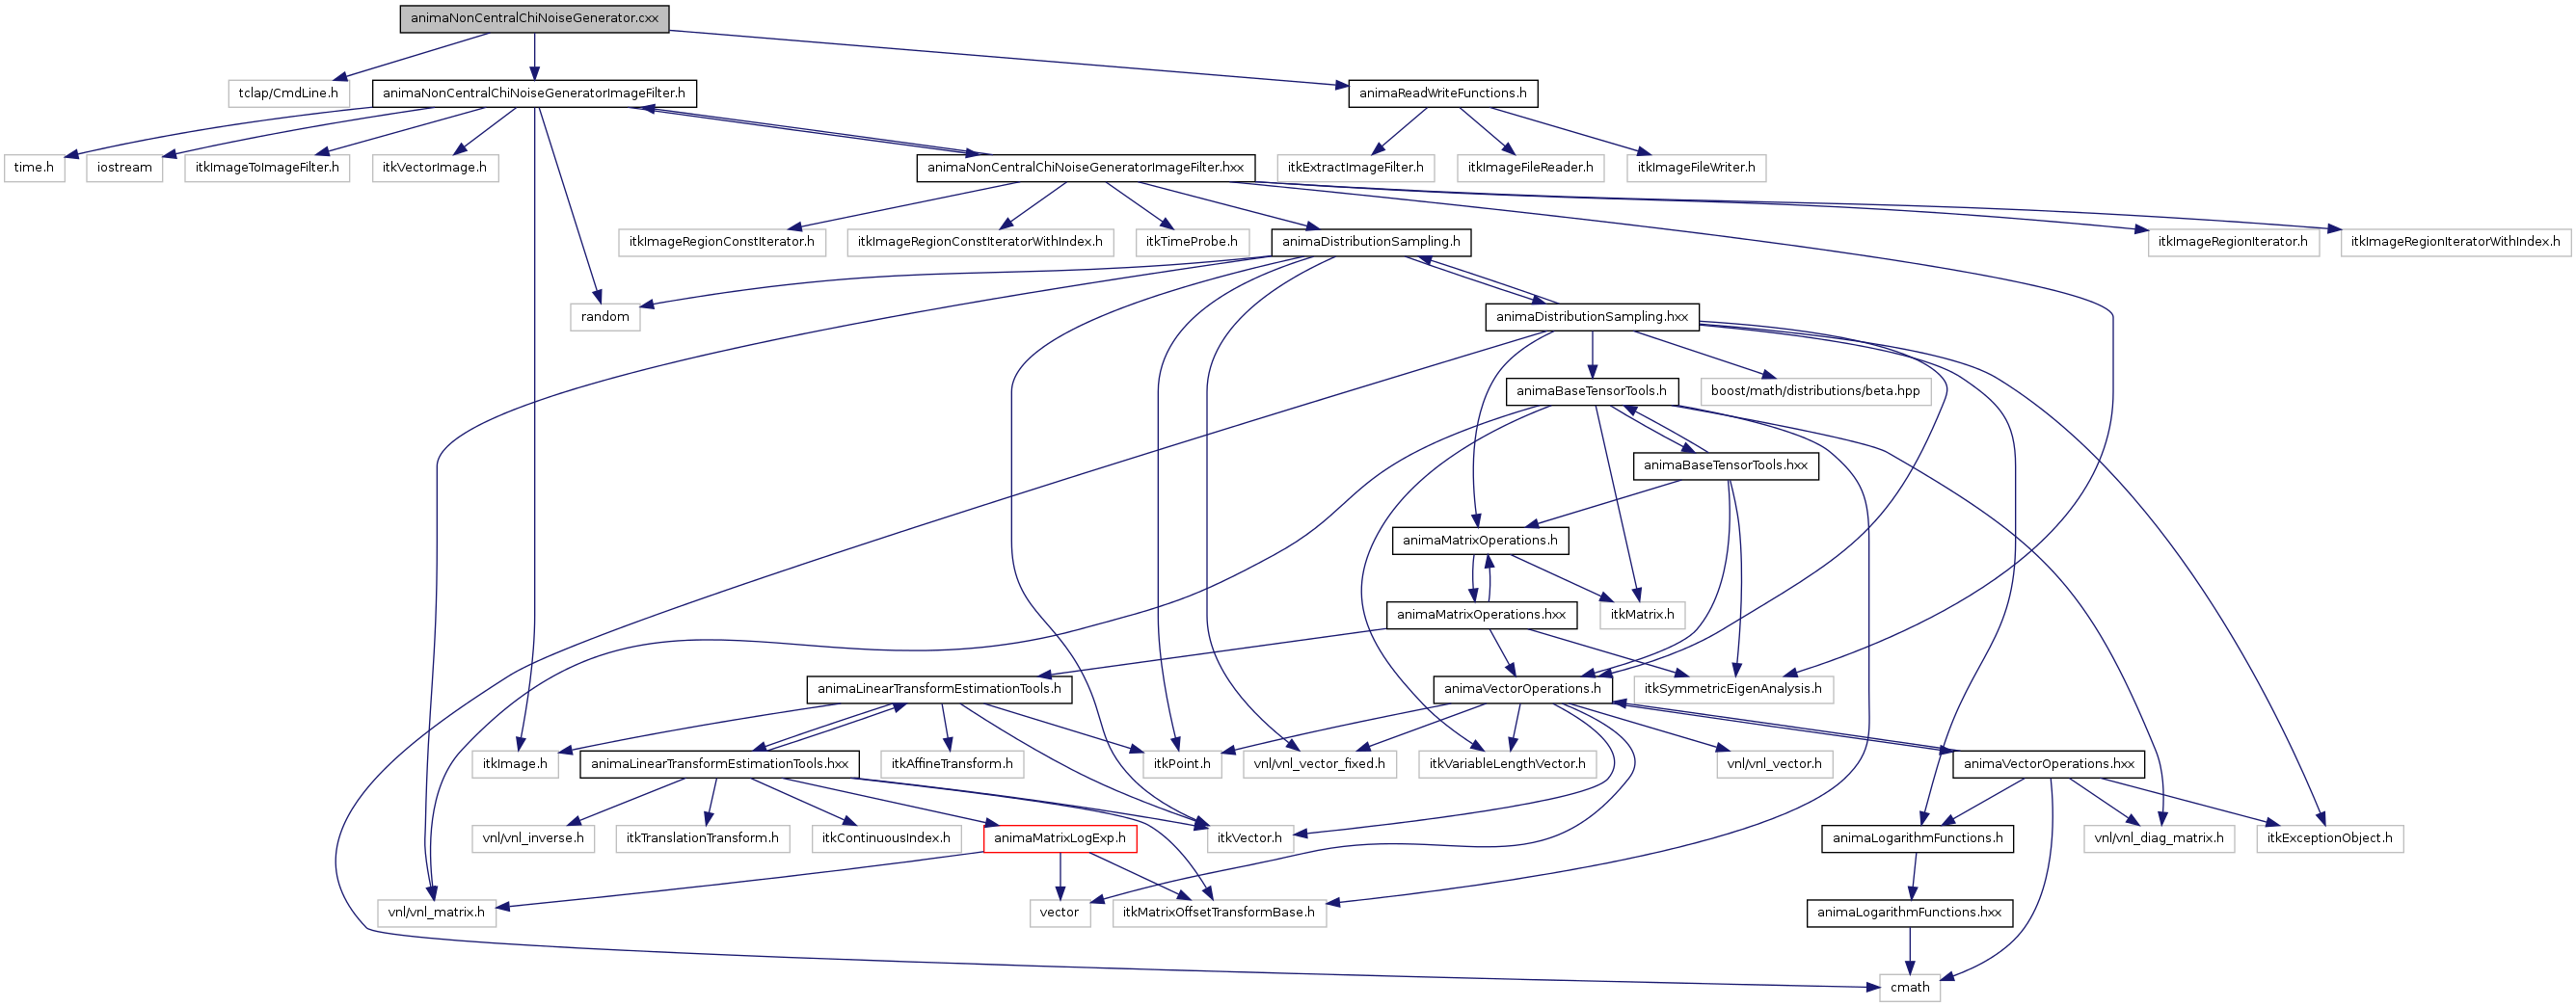 animaNonCentralChiNoiseGenerator.cxx
tclap/CmdLine.h
animaNonCentralChiNoiseGeneratorImageFilter.h
animaReadWriteFunctions.h
time.h
iostream
itkImageToImageFilter.h
itkVectorImage.h
animaNonCentralChiNoiseGeneratorImageFilter.hxx
itkExtractImageFilter.h
itkImageFileReader.h
itkImageFileWriter.h
itkImageRegionConstIterator.h
itkImageRegionConstIteratorWithIndex.h
itkTimeProbe.h
animaDistributionSampling.h
itkImageRegionIterator.h
itkImageRegionIteratorWithIndex.h
random
animaDistributionSampling.hxx
animaBaseTensorTools.h
boost/math/distributions/beta.hpp
animaBaseTensorTools.hxx
animaMatrixOperations.h
animaMatrixOperations.hxx
itkMatrix.h
animaLinearTransformEstimationTools.h
animaVectorOperations.h
itkSymmetricEigenAnalysis.h
itkImage.h
animaLinearTransformEstimationTools.hxx
itkAffineTransform.h
itkPoint.h
vnl/vnl_vector_fixed.h
itkVariableLengthVector.h
vnl/vnl_vector.h
animaVectorOperations.hxx
vnl/vnl_inverse.h
itkTranslationTransform.h
itkContinuousIndex.h
animaMatrixLogExp.h
itkVector.h
animaLogarithmFunctions.h
vnl/vnl_diag_matrix.h
itkExceptionObject.h
vnl/vnl_matrix.h
vector
itkMatrixOffsetTransformBase.h
animaLogarithmFunctions.hxx
cmath